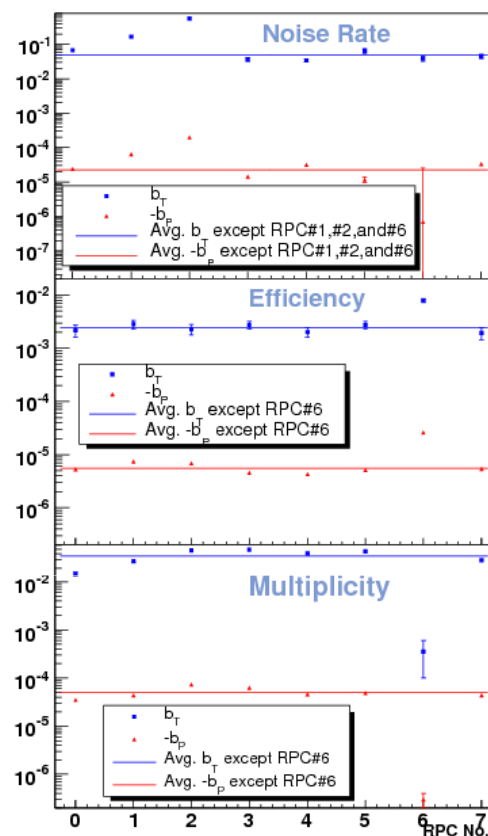 Noise Rate
10⁻¹
10⁻²
10⁻³
10⁻⁴
10⁻⁵
10⁻⁶
10⁻⁷
b_T
-b_P
Avg. b_T except RPC#1,#2,and#6
Avg. -b_P except RPC#1,#2,and#6
Efficiency
10⁻²
10⁻³
10⁻⁴
10⁻⁵
10⁻⁶
b_T
-b_P
Avg. b_T except RPC#6
Avg. -b_P except RPC#6
Multiplicity
10⁻²
10⁻³
10⁻⁴
10⁻⁵
10⁻⁶
b_T
-b_P
Avg. b_T except RPC#6
Avg. -b_P except RPC#6
0 1 2 3 4 5 6 7
RPC No.